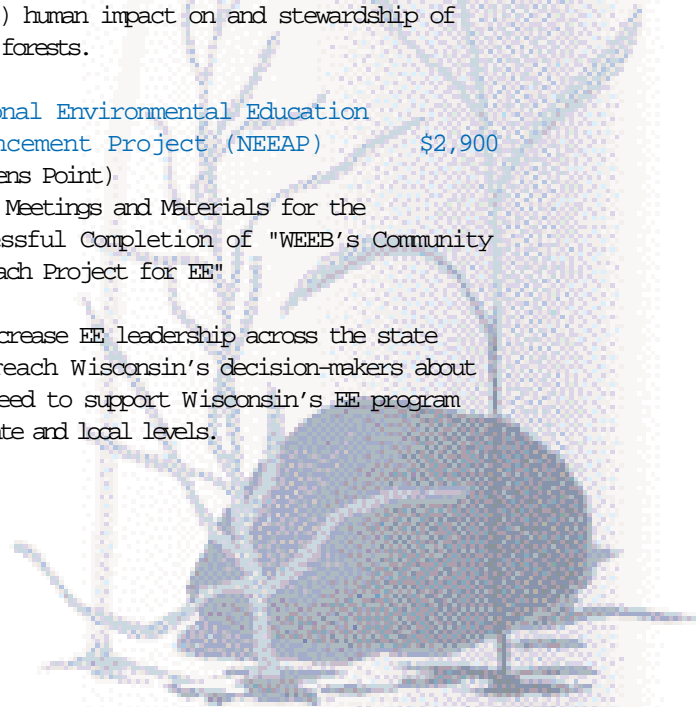 ) human impact on and stewardship of
forests.
onal Environmental Education
ncement Project (NEEAP) $2,900
ens Point)
Meetings and Materials for the
essful Completion of "WEEB's Community
ach Project for EE"
crease EE leadership across the state
reach Wisconsin's decision-makers about
eed to support Wisconsin's EE program
ate and local levels.